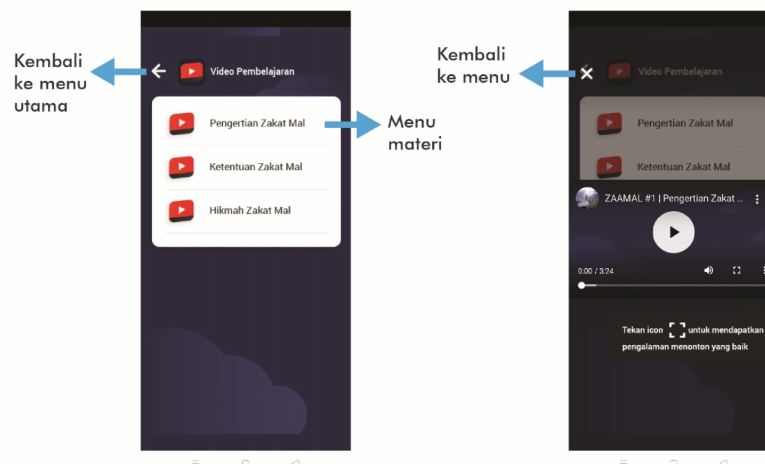 Kembali
ke menu
utama
Video Pembelajaran
Pengertian Zakat Mal
Ketentuan Zakat Mal
Hikmah Zakat Mal
Menu
materi
Kembali
ke menu
Video Pembelajaran
Pengertian Zakat Mal
Ketentuan Zakat Mal
ZAAMAL #1 | Pengertian Zakat ...
0:00 / 3:24
Tekan icon untuk mendapatkan
pengalaman menonton yang baik